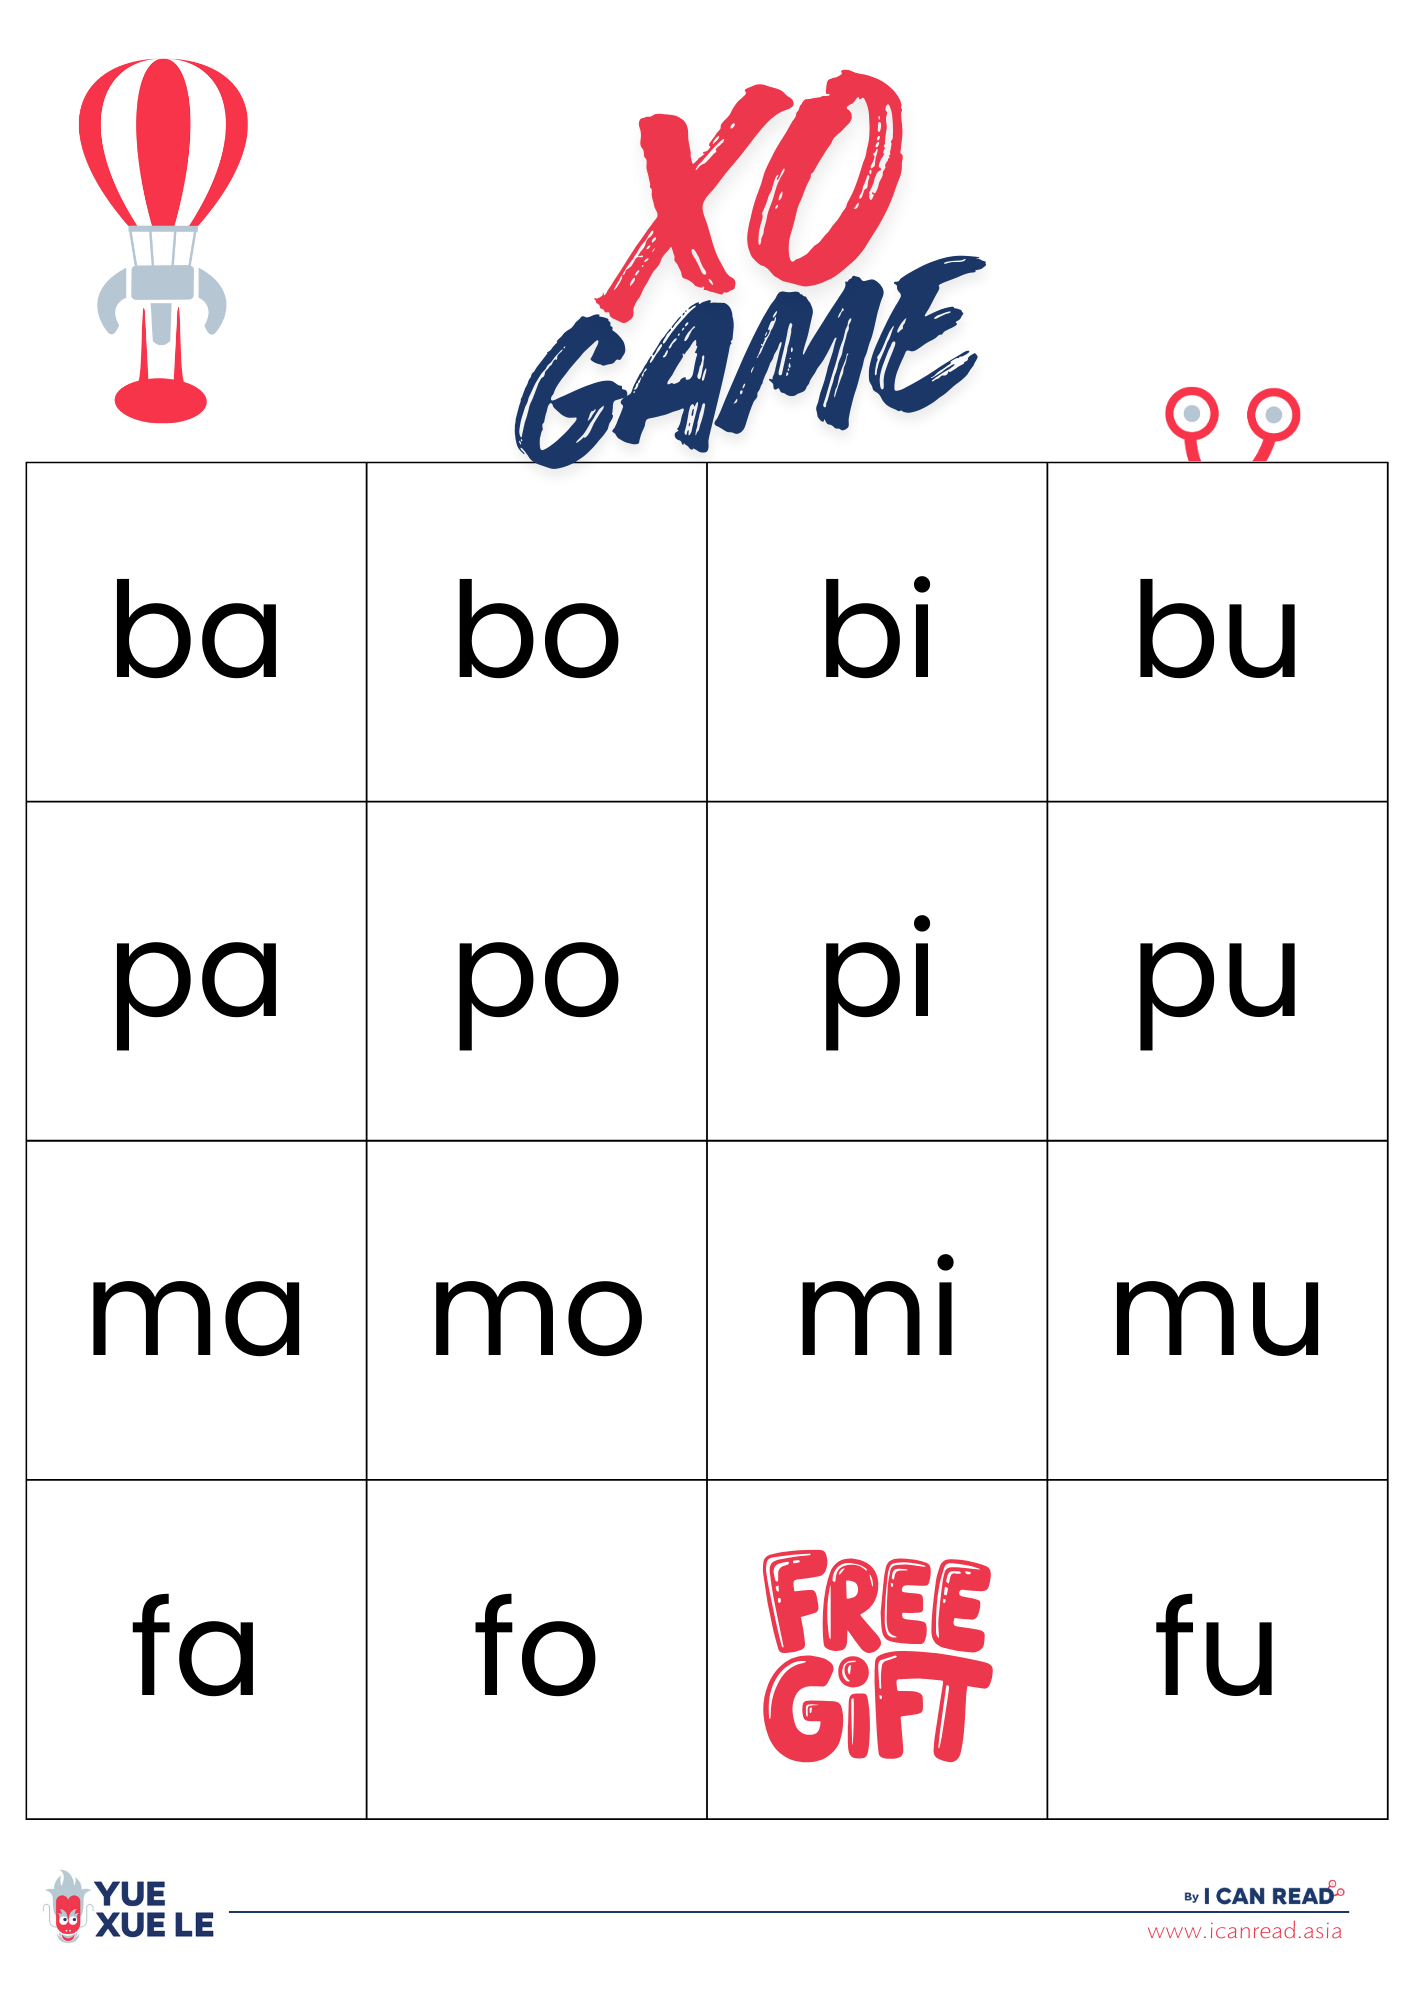 XO
GAME
ba bo bi bu
pa po pi pu
ma mo mi mu
fa fo FREE GiFT fu
YUE
XUE LE
By I CAN READ
www.icanread.asia